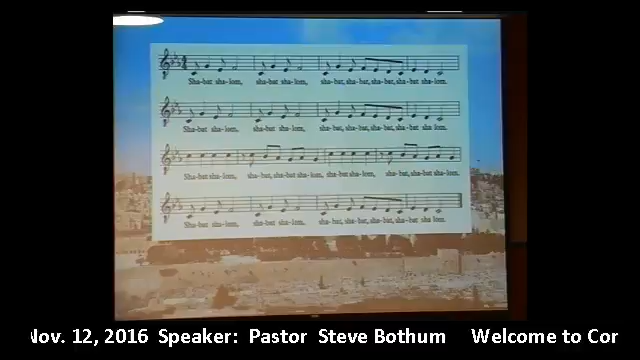 Sha-bat sha-lom, sha-bat sha-lom, sha-bat, sha-bat, sha-bat, sha-bat sha-lom.
Sha-bat sha-lom, sha-bat sha-lom, sha-bat, sha-bat, sha-bat, sha-bat sha-lom.
Sha-bat sha-lom, sha-bat, sha-bat sha-lom, sha-bat sha-lom, sha-bat, sha-bat sha-lom.
Sha-bat sha-lom, sha-bat sha-lom, sha-bat, sha-bat, sha-bat, sha-bat sha-lom.
Nov. 12, 2016 Speaker: Pastor Steve Bothum Welcome to Cor